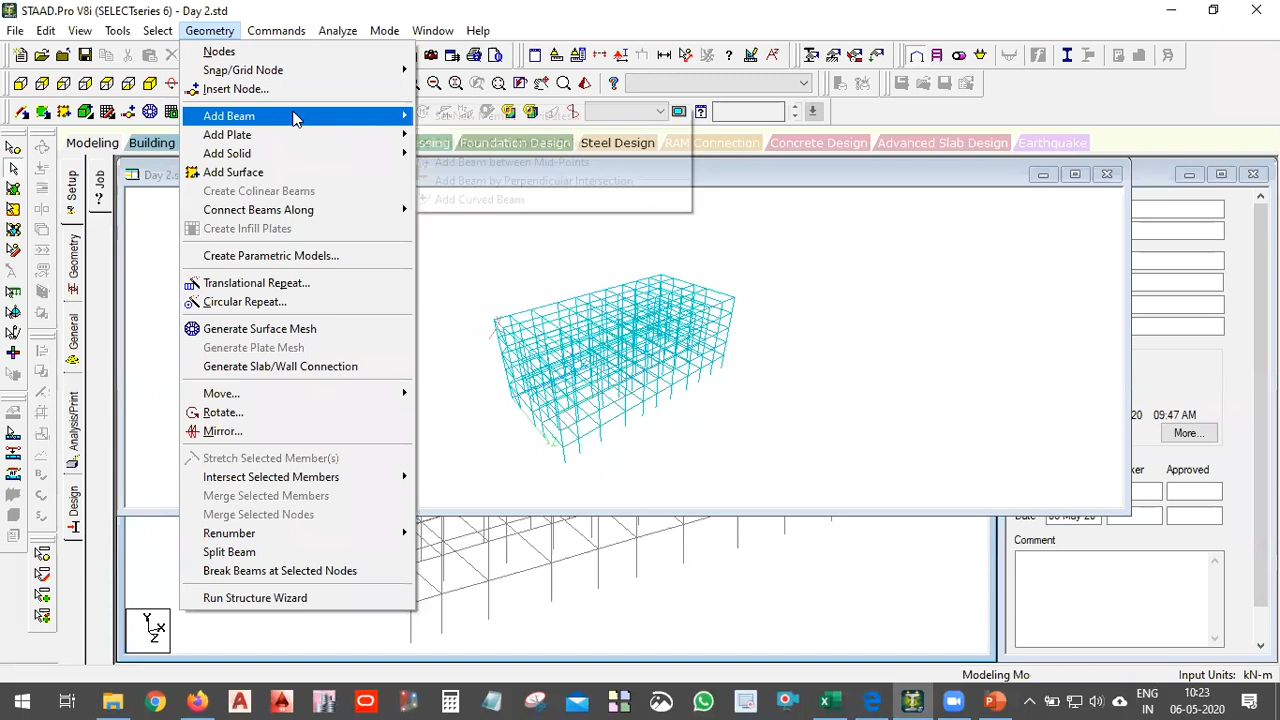 STAAD.Pro V8i (SELECTseries 6) - Day 2.std
File Edit View Tools Select Geometry Commands Analyze Mode Window Help
Nodes
Snap/Grid Node
Insert Node...
Add Beam
Add Plate
Add Solid
Add Surface
Create Colinear Beams
Connect Beams Along
Create Infill Plates
Create Parametric Models...
Translational Repeat...
Circular Repeat...
Generate Surface Mesh
Generate Plate Mesh
Generate Slab/Wall Connection
Move...
Rotate...
Mirror...
Stretch Selected Member(s)
Intersect Selected Members
Merge Selected Members
Merge Selected Nodes
Renumber
Split Beam
Break Beams at Selected Nodes
Run Structure Wizard
Add Beam between Mid-Points
Add Beam by Perpendicular Intersection
Add Curved Beam
Modeling Building Foundation Design Steel Design RAM Connection Concrete Design Advanced Slab Design Earthquake
Setup
Job
Geometry
General
Analysis/Print
Design
Day 2.s
20 09:47 AM
More...
Approved
Comment
Y
X
Z
Modeling Mo
Input Units: kN-m
ENG
IN
10:23
06-05-2020